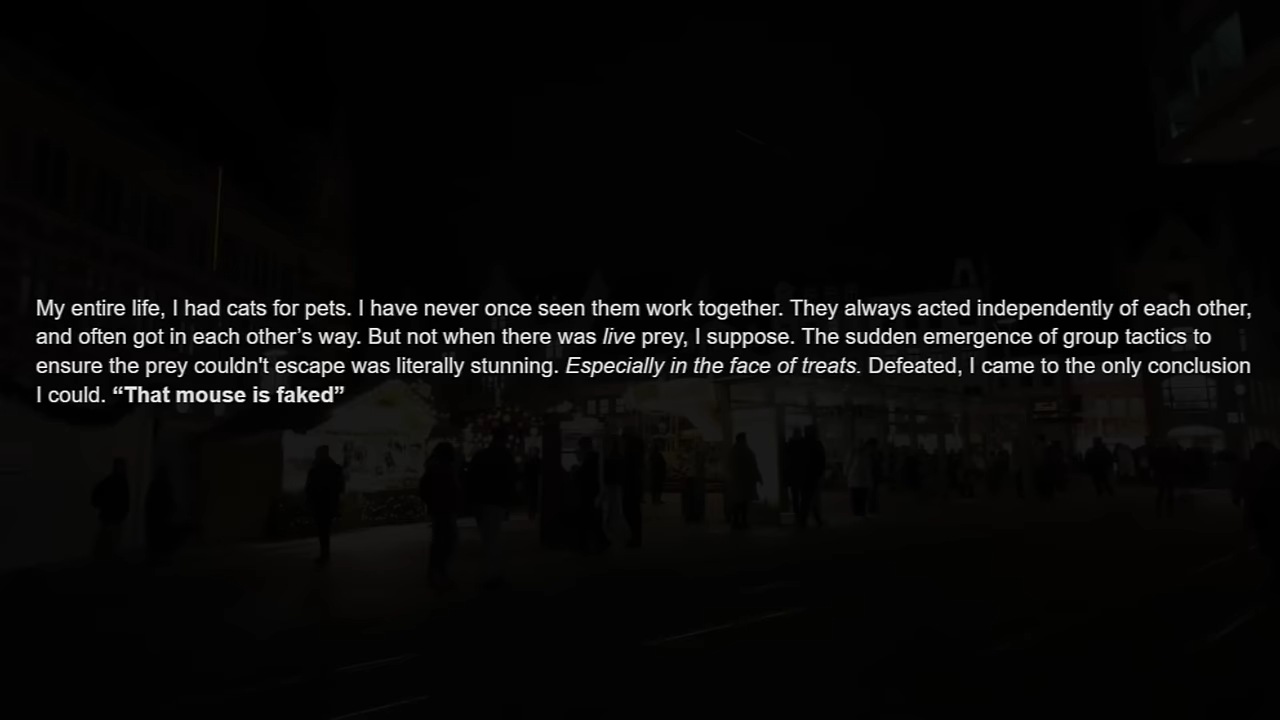 My entire life, I had cats for pets. I have never once seen them work together. They always acted independently of each other,
and often got in each other’s way. But not when there was live prey, I suppose. The sudden emergence of group tactics to
ensure the prey couldn't escape was literally stunning. Especially in the face of treats. Defeated, I came to the only conclusion
I could. “That mouse is faked”